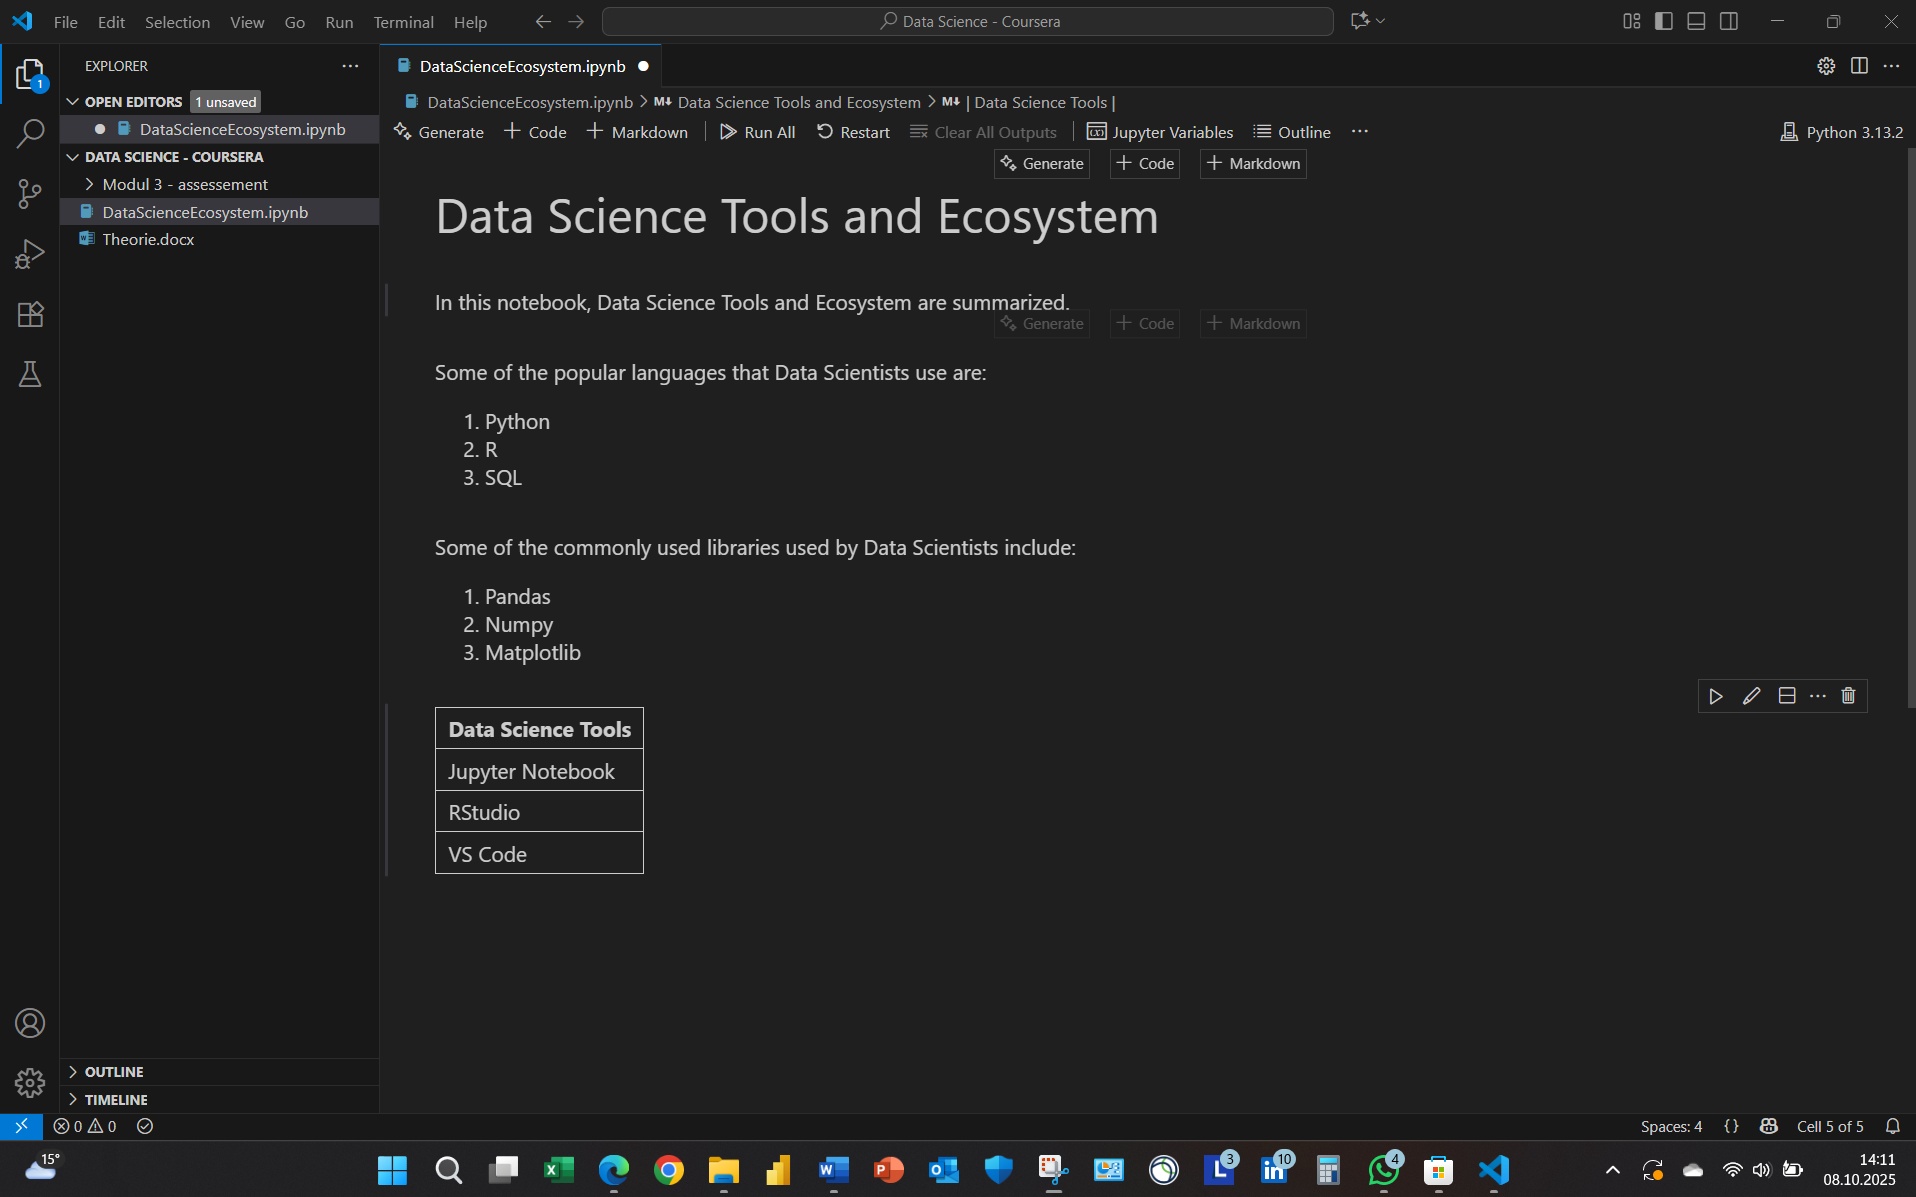 File Edit Selection View Go Run Terminal Help
Data Science - Coursera
EXPLORER
OPEN EDITORS 1 unsaved
DataScienceEcosystem.ipynb
DATA SCIENCE - COURSERA
Modul 3 - assessement
DataScienceEcosystem.ipynb
Theorie.docx
OUTLINE
TIMELINE
1
DataScienceEcosystem.ipynb
DataScienceEcosystem.ipynb > M↓ Data Science Tools and Ecosystem > M↓ | Data Science Tools |
Generate + Code + Markdown Run All Restart Clear All Outputs Jupyter Variables Outline ... Python 3.13.2
Generate + Code + Markdown
Data Science Tools and Ecosystem
In this notebook, Data Science Tools and Ecosystem are summarized.
Generate + Code + Markdown
Some of the popular languages that Data Scientists use are:
1. Python
2. R
3. SQL
Some of the commonly used libraries used by Data Scientists include:
1. Pandas
2. Numpy
3. Matplotlib
Data Science Tools
Jupyter Notebook
RStudio
VS Code
0 0
Spaces: 4 {} Cell 5 of 5
15°
3 10 4
14:11
08.10.2025